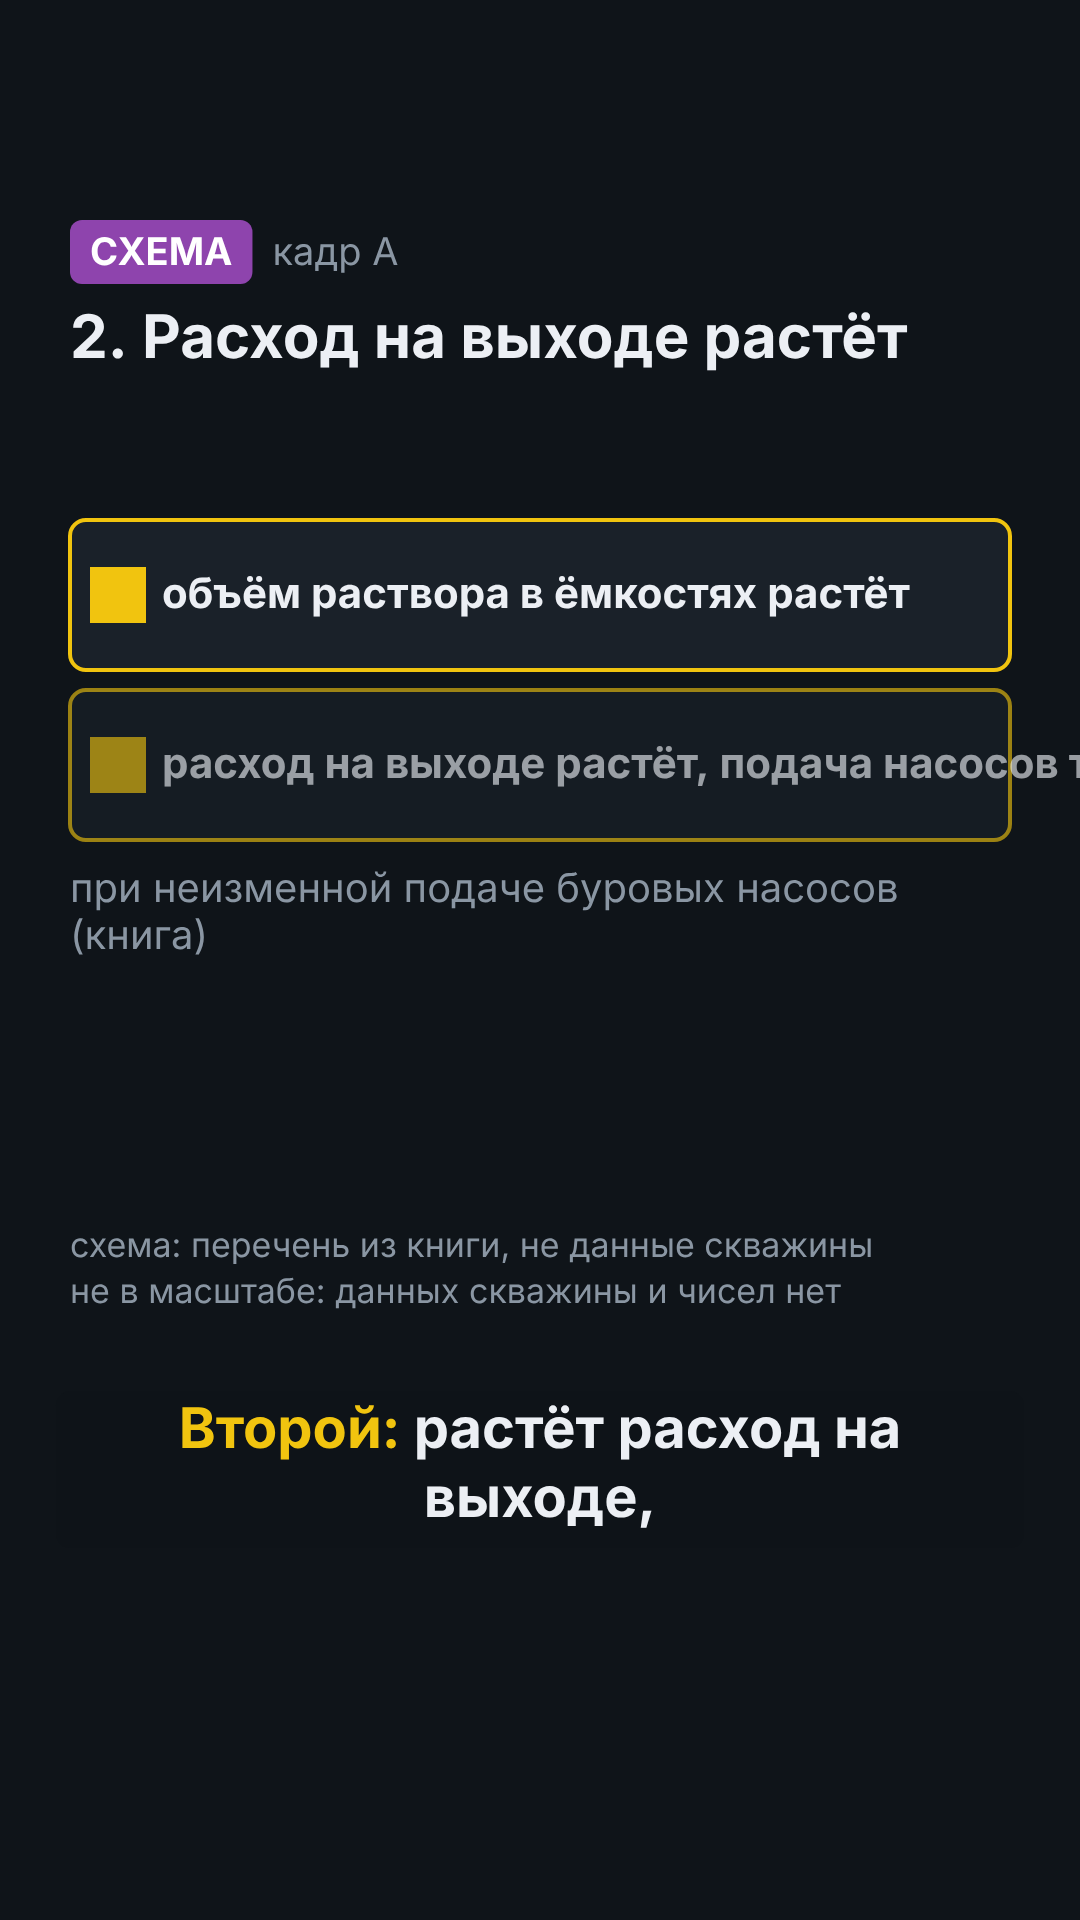 СХЕМА кадр А
2. Расход на выходе растёт
объём раствора в ёмкостях растёт
расход на выходе растёт, подача насосов
при неизменной подаче буровых насосов
(книга)
схема: перечень из книги, не данные скважины
не в масштабе: данных скважины и чисел нет
Второй: растёт расход на
выходе,